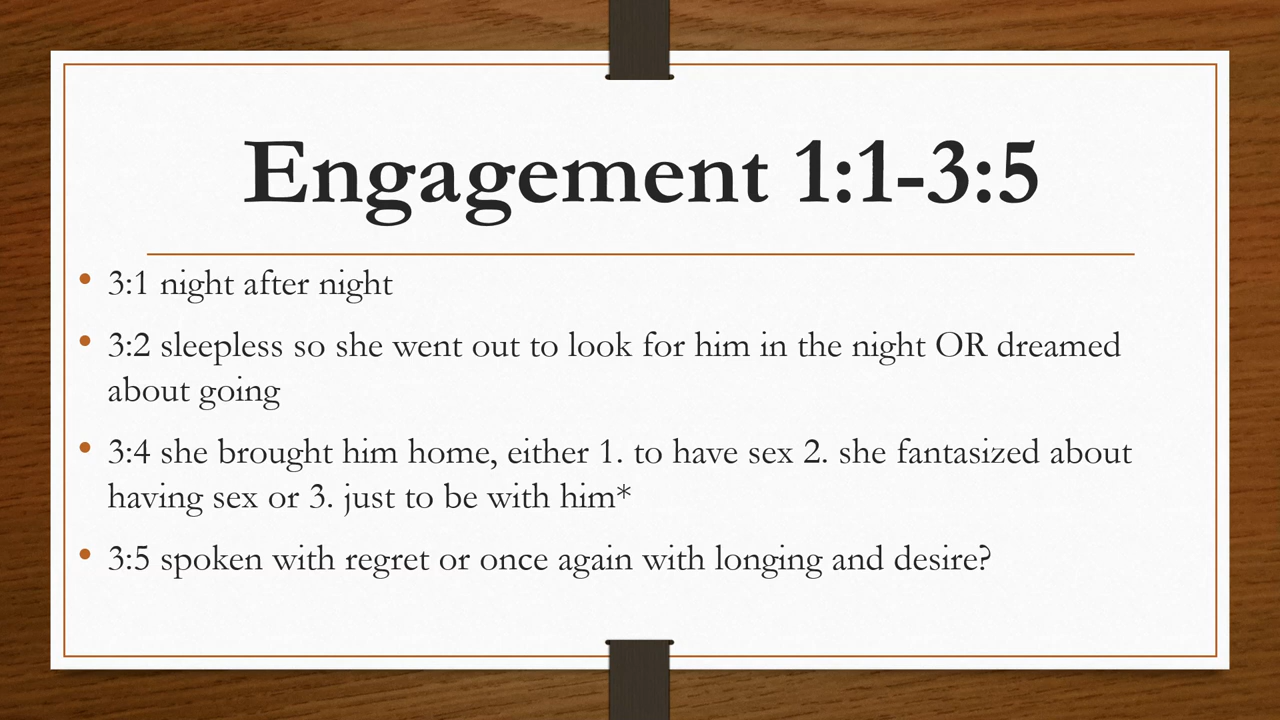 Engagement 1:1-3:5
• 3:1 night after night
• 3:2 sleepless so she went out to look for him in the night OR dreamed
about going
• 3:4 she brought him home, either 1. to have sex 2. she fantasized about
having sex or 3. just to be with him*
• 3:5 spoken with regret or once again with longing and desire?